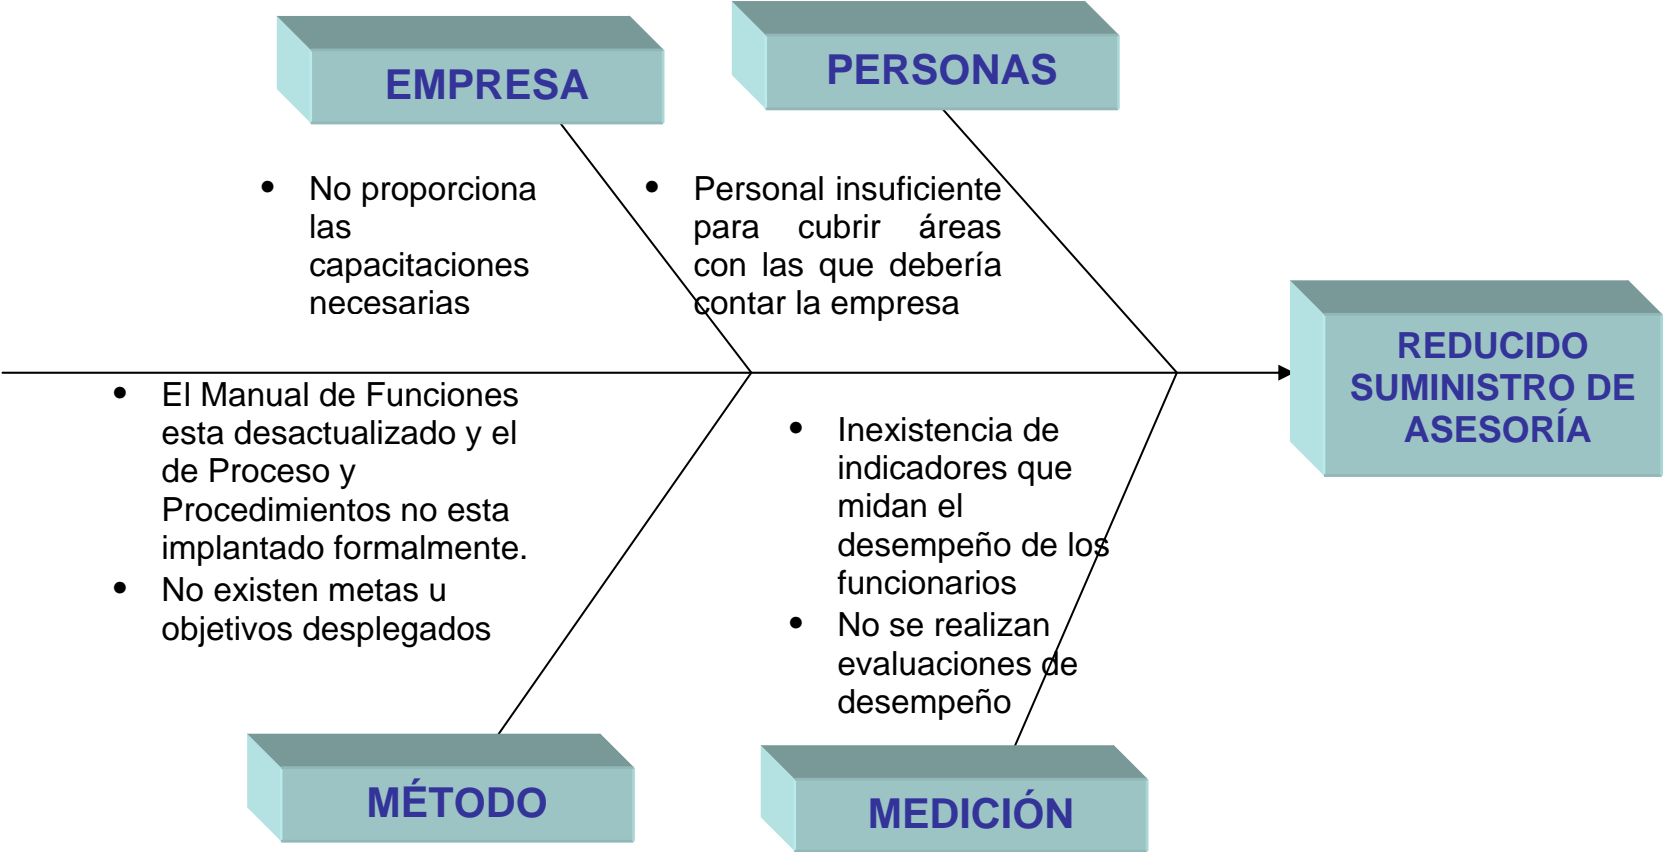 EMPRESA
PERSONAS
• No proporciona
las
capacitaciones
necesarias
• Personal insuficiente
para cubrir áreas
con las que debería
contar la empresa
REDUCIDO
SUMINISTRO DE
ASESORÍA
• El Manual de Funciones
esta desactualizado y el
de Proceso y
Procedimientos no esta
implantado formalmente.
• No existen metas u
objetivos desplegados
• Inexistencia de
indicadores que
midan el
desempeño de los
funcionarios
• No se realizan
evaluaciones de
desempeño
MÉTODO
MEDICIÓN